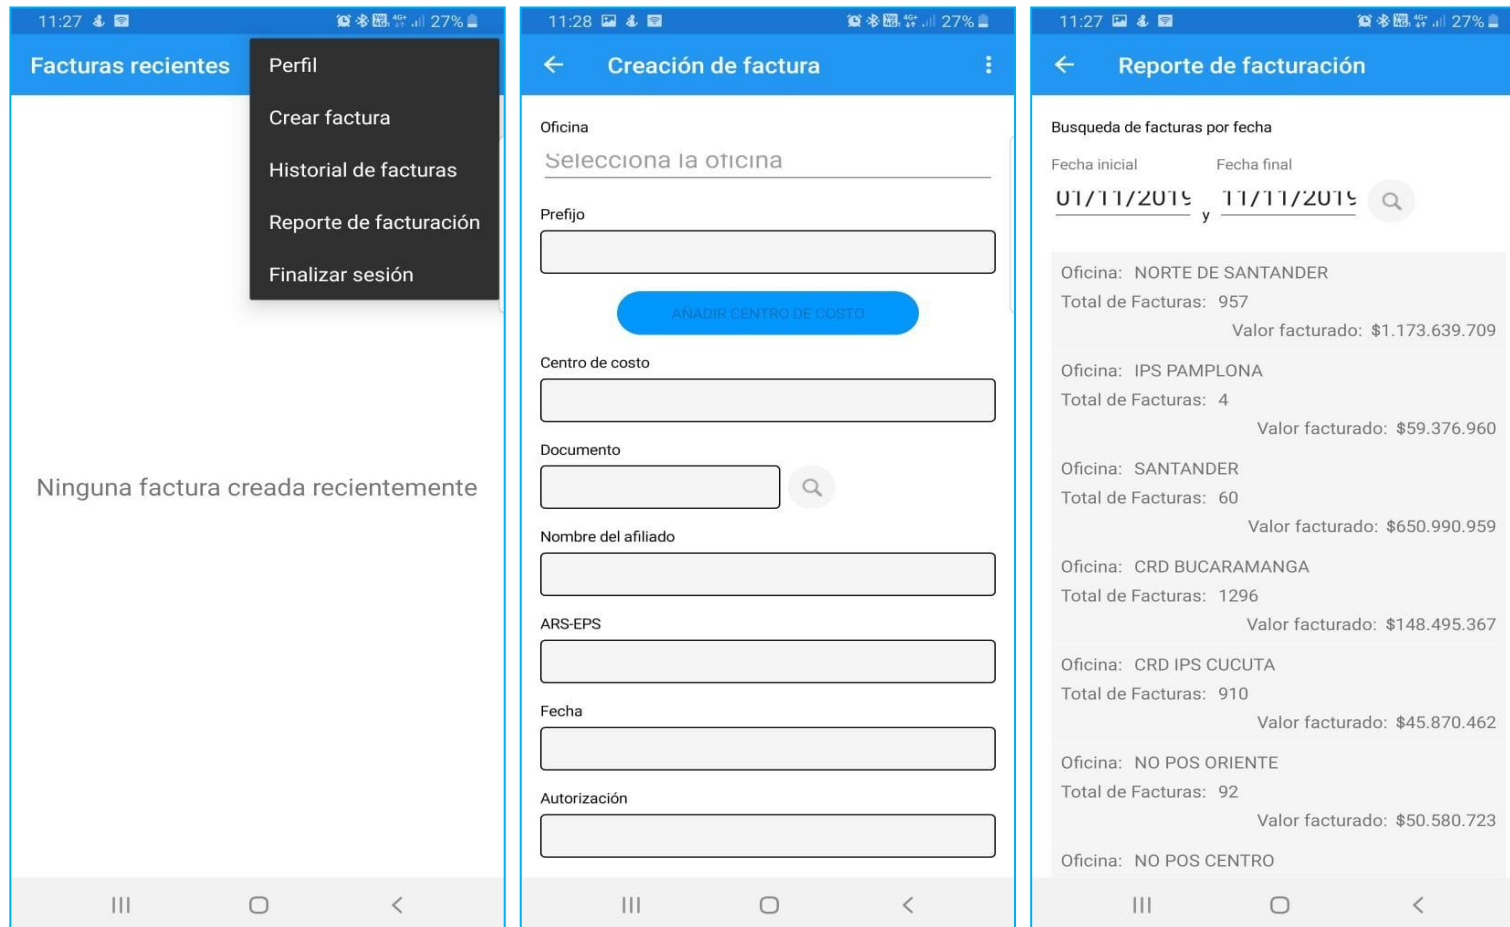 11:27
27%
Facturas recientes
Perfil
Crear factura
Historial de facturas
Reporte de facturación
Finalizar sesión
Ninguna factura creada recientemente
11:28
27%
Creación de factura
Oficina
Selecciona la oficina
Prefijo
AÑADIR CENTRO DE COSTO
Centro de costo
Documento
Nombre del afiliado
ARS-EPS
Fecha
Autorización
11:27
27%
Reporte de facturación
Busqueda de facturas por fecha
Fecha inicial Fecha final
01/11/2019 y 11/11/2019
Oficina: NORTE DE SANTANDER
Total de Facturas: 957
Valor facturado: $1.173.639.709
Oficina: IPS PAMPLONA
Total de Facturas: 4
Valor facturado: $59.376.960
Oficina: SANTANDER
Total de Facturas: 60
Valor facturado: $650.990.959
Oficina: CRD BUCARAMANGA
Total de Facturas: 1296
Valor facturado: $148.495.367
Oficina: CRD IPS CUCUTA
Total de Facturas: 910
Valor facturado: $45.870.462
Oficina: NO POS ORIENTE
Total de Facturas: 92
Valor facturado: $50.580.723
Oficina: NO POS CENTRO